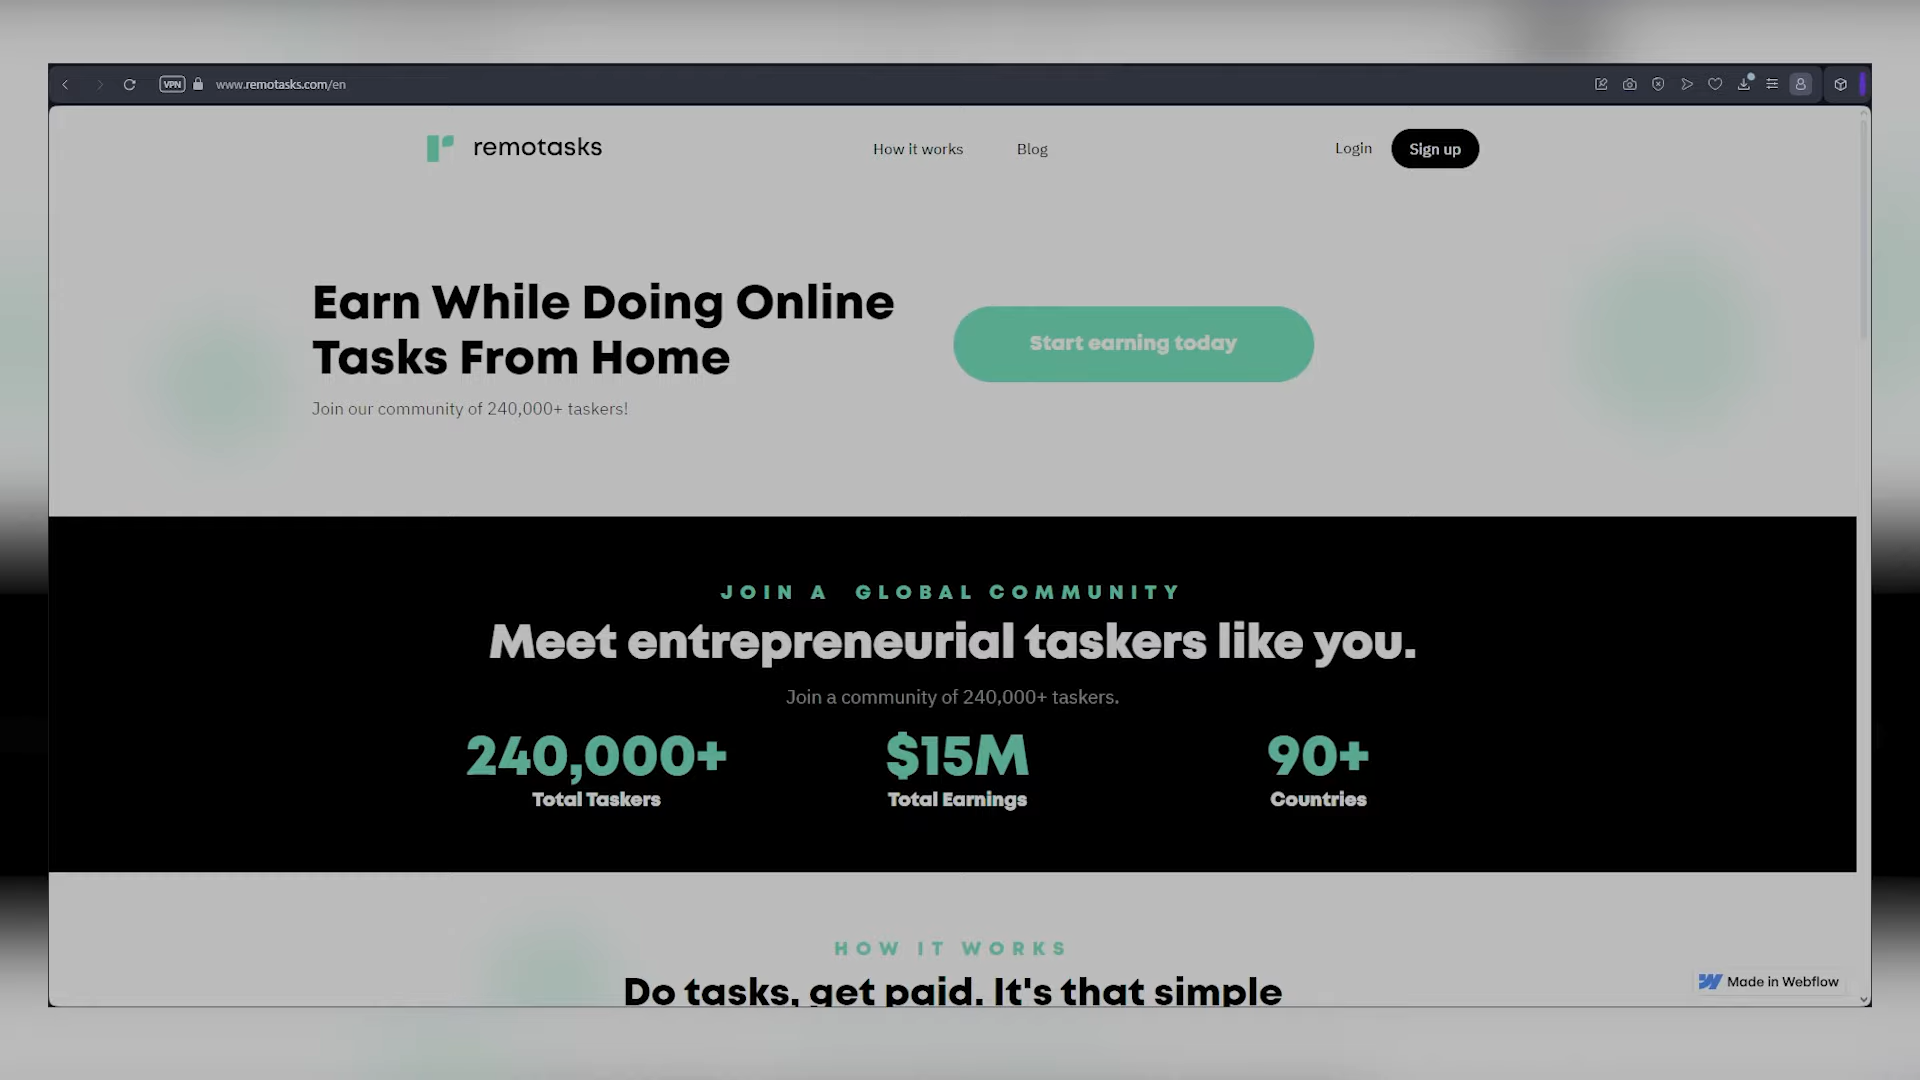 VPN
www.remotasks.com/en
remotasks
How it works
Blog
Login
Sign up
Earn While Doing Online
Tasks From Home
Join our community of 240,000+ taskers!
Start earning today
JOIN A GLOBAL COMMUNITY
Meet entrepreneurial taskers like you.
Join a community of 240,000+ taskers.
240,000+
Total Taskers
$15M
Total Earnings
90+
Countries
HOW IT WORKS
Do tasks, get paid. It's that simple
Made in Webflow